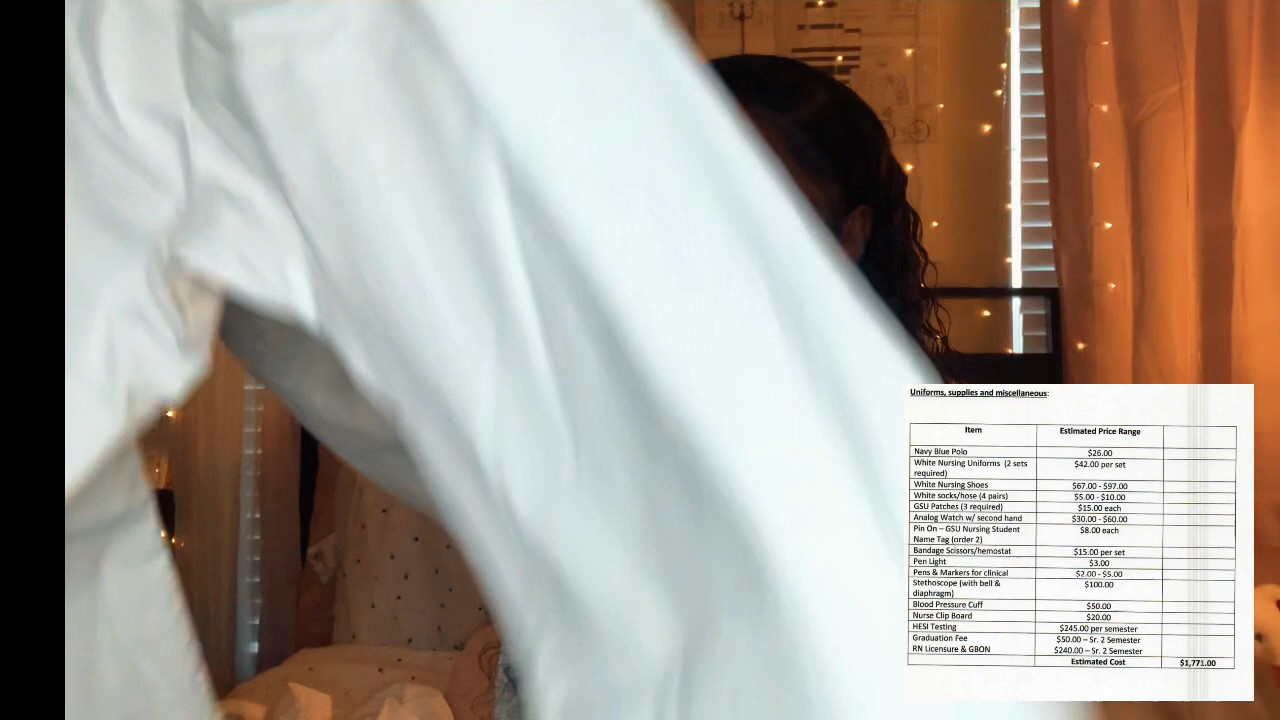 Uniforms, supplies and miscellaneous:
Item Estimated Price Range
Navy Blue Polo $26.00
White Nursing Uniforms (2 sets $42.00 per set
required)
White Nursing Shoes $67.00 - $97.00
White socks/hose (4 pairs) $5.00 - $10.00
GSU Patches (3 required) $15.00 each
Analog Watch w/ second hand $30.00 - $60.00
Pin On – GSU Nursing Student $8.00 each
Name Tag (order 2)
Bandage Scissors/hemostat $15.00 per set
Pen Light $3.00
Pens & Markers for clinical $2.00 - $5.00
Stethoscope (with bell & $100.00
diaphragm)
Blood Pressure Cuff $50.00
Nurse Clip Board $20.00
HESI Testing $245.00 per semester
Graduation Fee $50.00 – Sr. 2 Semester
RN Licensure & GBON $240.00 – Sr. 2 Semester
Estimated Cost $1,771.00